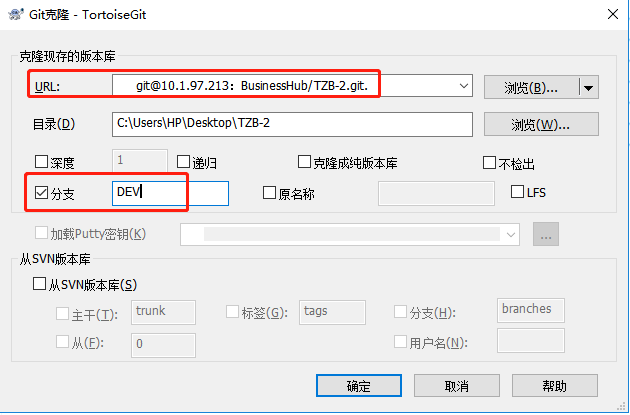 Git克隆 - TortoiseGit
克隆现存的版本库
URL: git@10.1.97.213：BusinessHub/TZB-2.git. 浏览(B)...
目录(D) C:\Users\HP\Desktop\TZB-2 浏览(W)...
深度 1 递归 克隆成纯版本库 不检出
分支 DEV 原名称 LFS
加载Putty密钥(K) ...
从SVN版本库
从SVN版本库(S)
主干(T): trunk 标签(G): tags 分支(H): branches
从(F): 0 用户名(N):
确定 取消 帮助